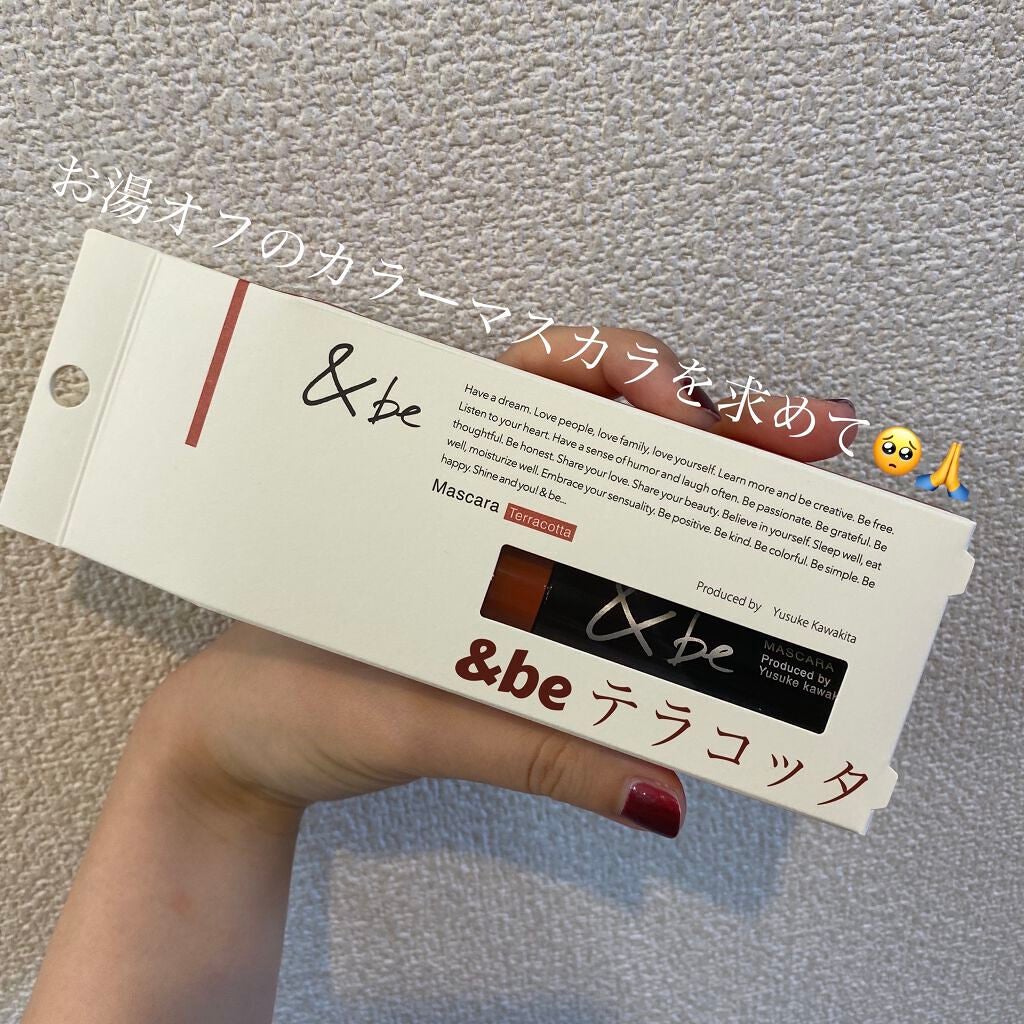 お湯オフのカラーマスカラを求めて🥺🙏
&be
Have a dream. Love people, love family, love yourself. Learn more and be creative. Be free.
Listen to your heart. Have a sense of humor and laugh often. Be passionate. Be grateful. Be
thoughtful. Be honest. Share your love. Share your beauty. Believe in yourself. Sleep well, eat
well, moisturize well. Embrace your sensuality. Be positive. Be kind. Be colorful. Be simple. Be
happy. Shine and you! & be...
Mascara Terracotta
Produced by Yusuke Kawakita
&be
MASCARA
Produced by
Yusuke kawak
&be テラコッタ